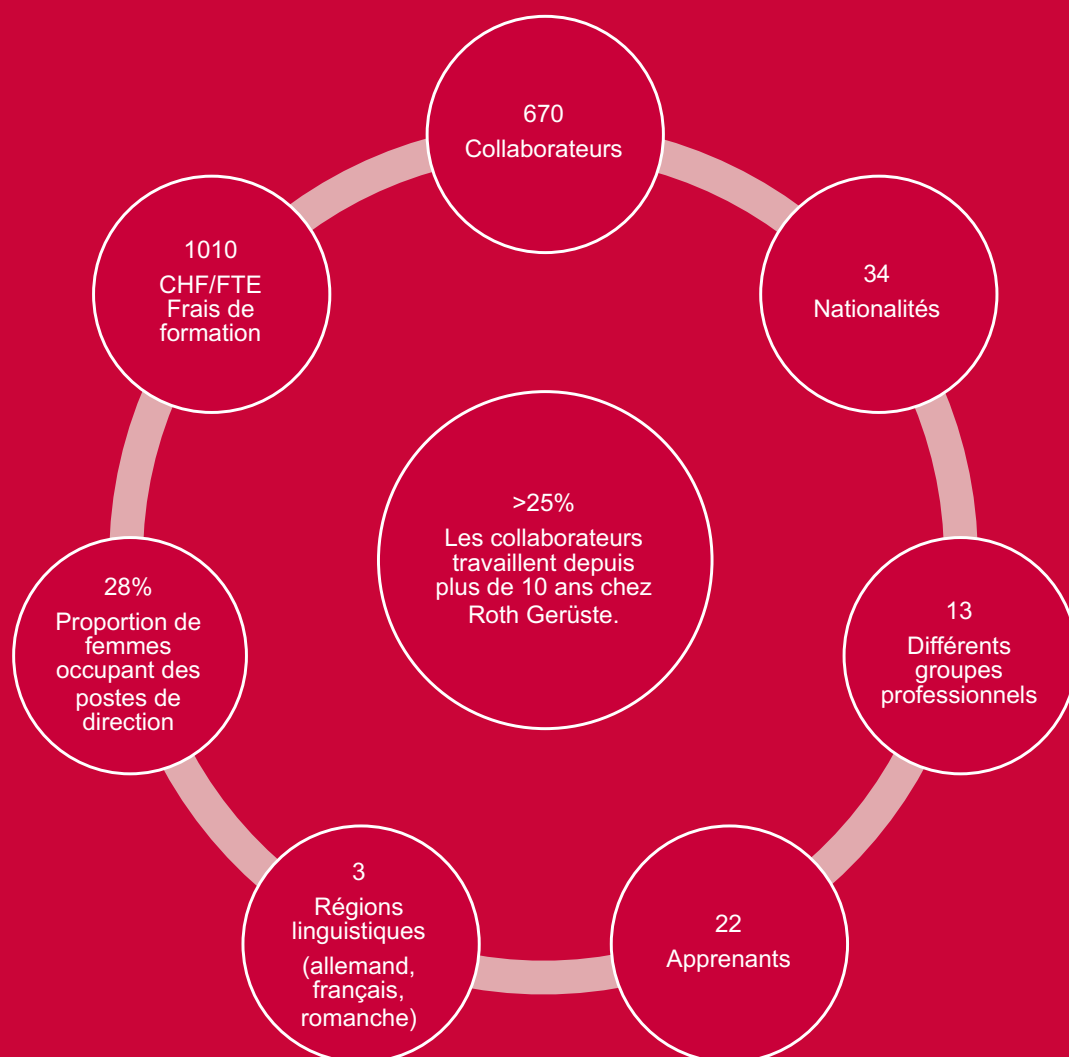 670
Collaborateurs
34
Nationalités
13
Différents
groupes
professionnels
22
Apprenants
3
Régions
linguistiques
(allemand,
français,
romanche)
28%
Proportion de
femmes
occupant des
postes de
direction
1010
CHF/FTE
Frais de
formation
>25%
Les collaborateurs
travaillent depuis
plus de 10 ans chez
Roth Gerüste.